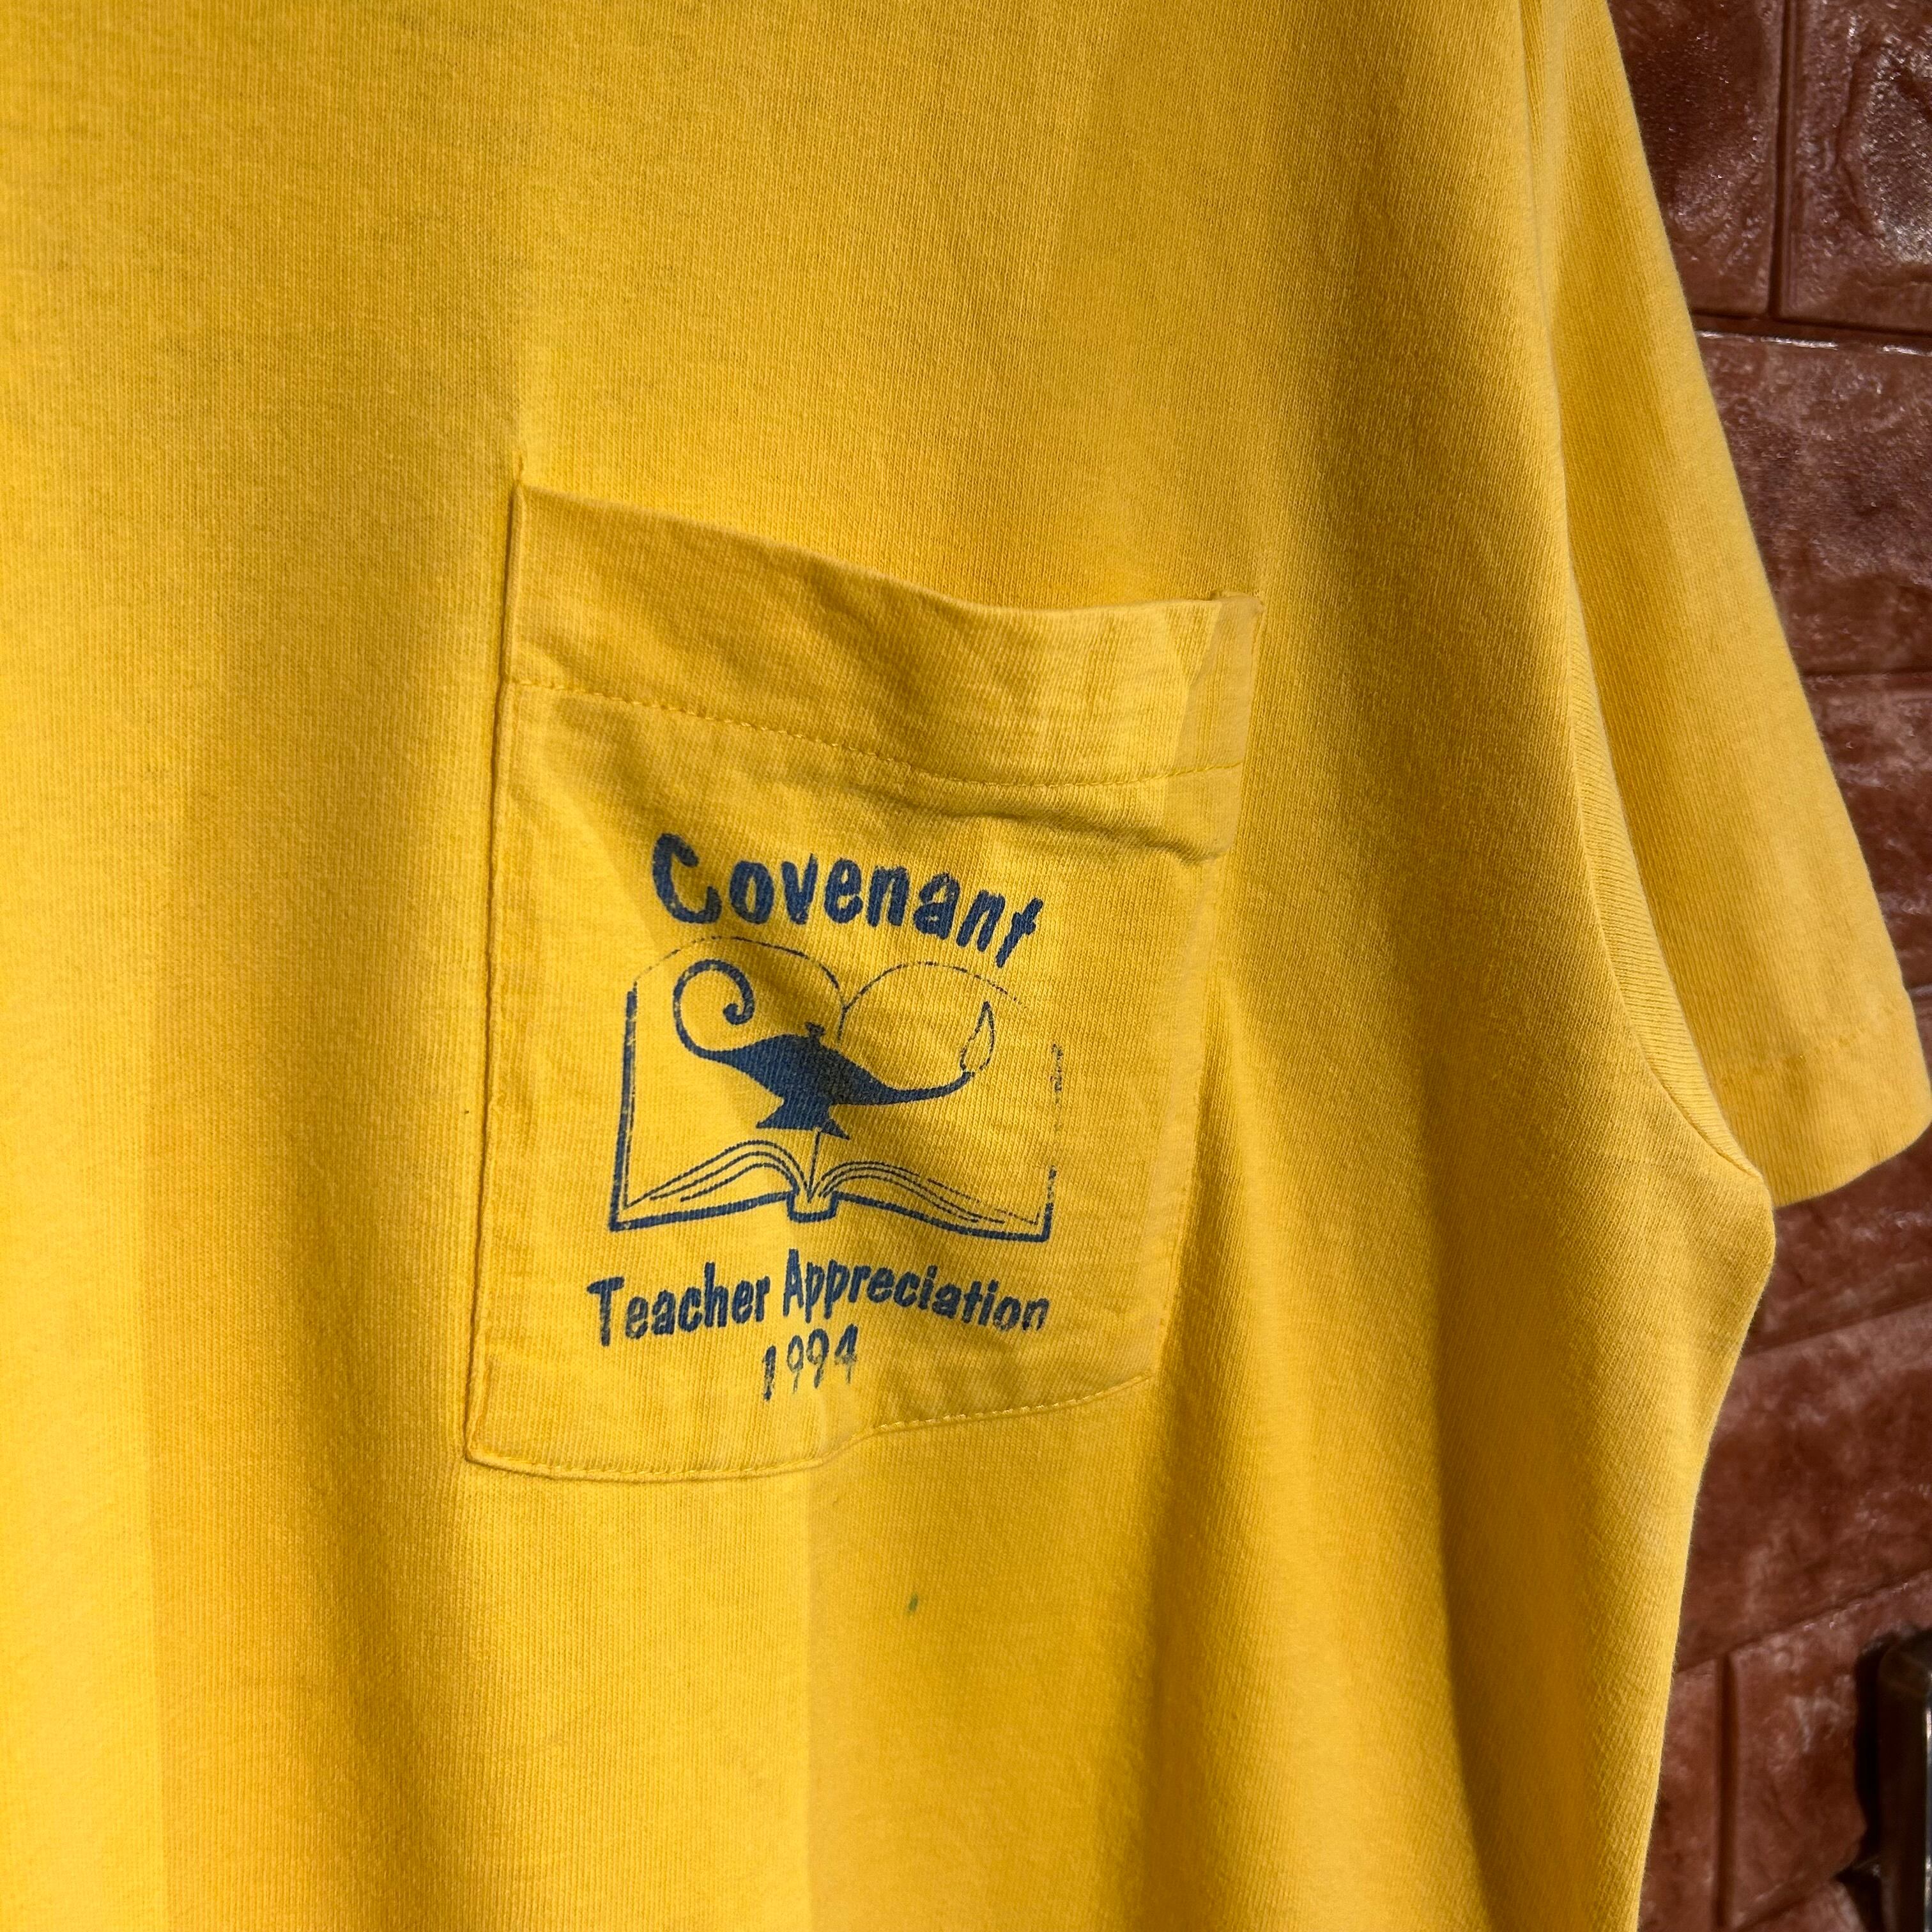 Covenant
Teacher Appreciation
1994